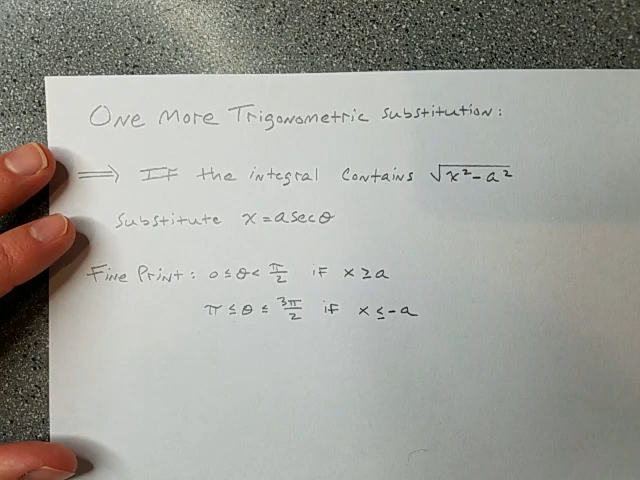 One More Trigonometric substitution:
⟹ If the integral contains √(x²-a²)
substitute x = a sec θ
Fine Print: 0 ≤ θ < π/2 if x ≥ a
π ≤ θ ≤ 3π/2 if x ≤ -a